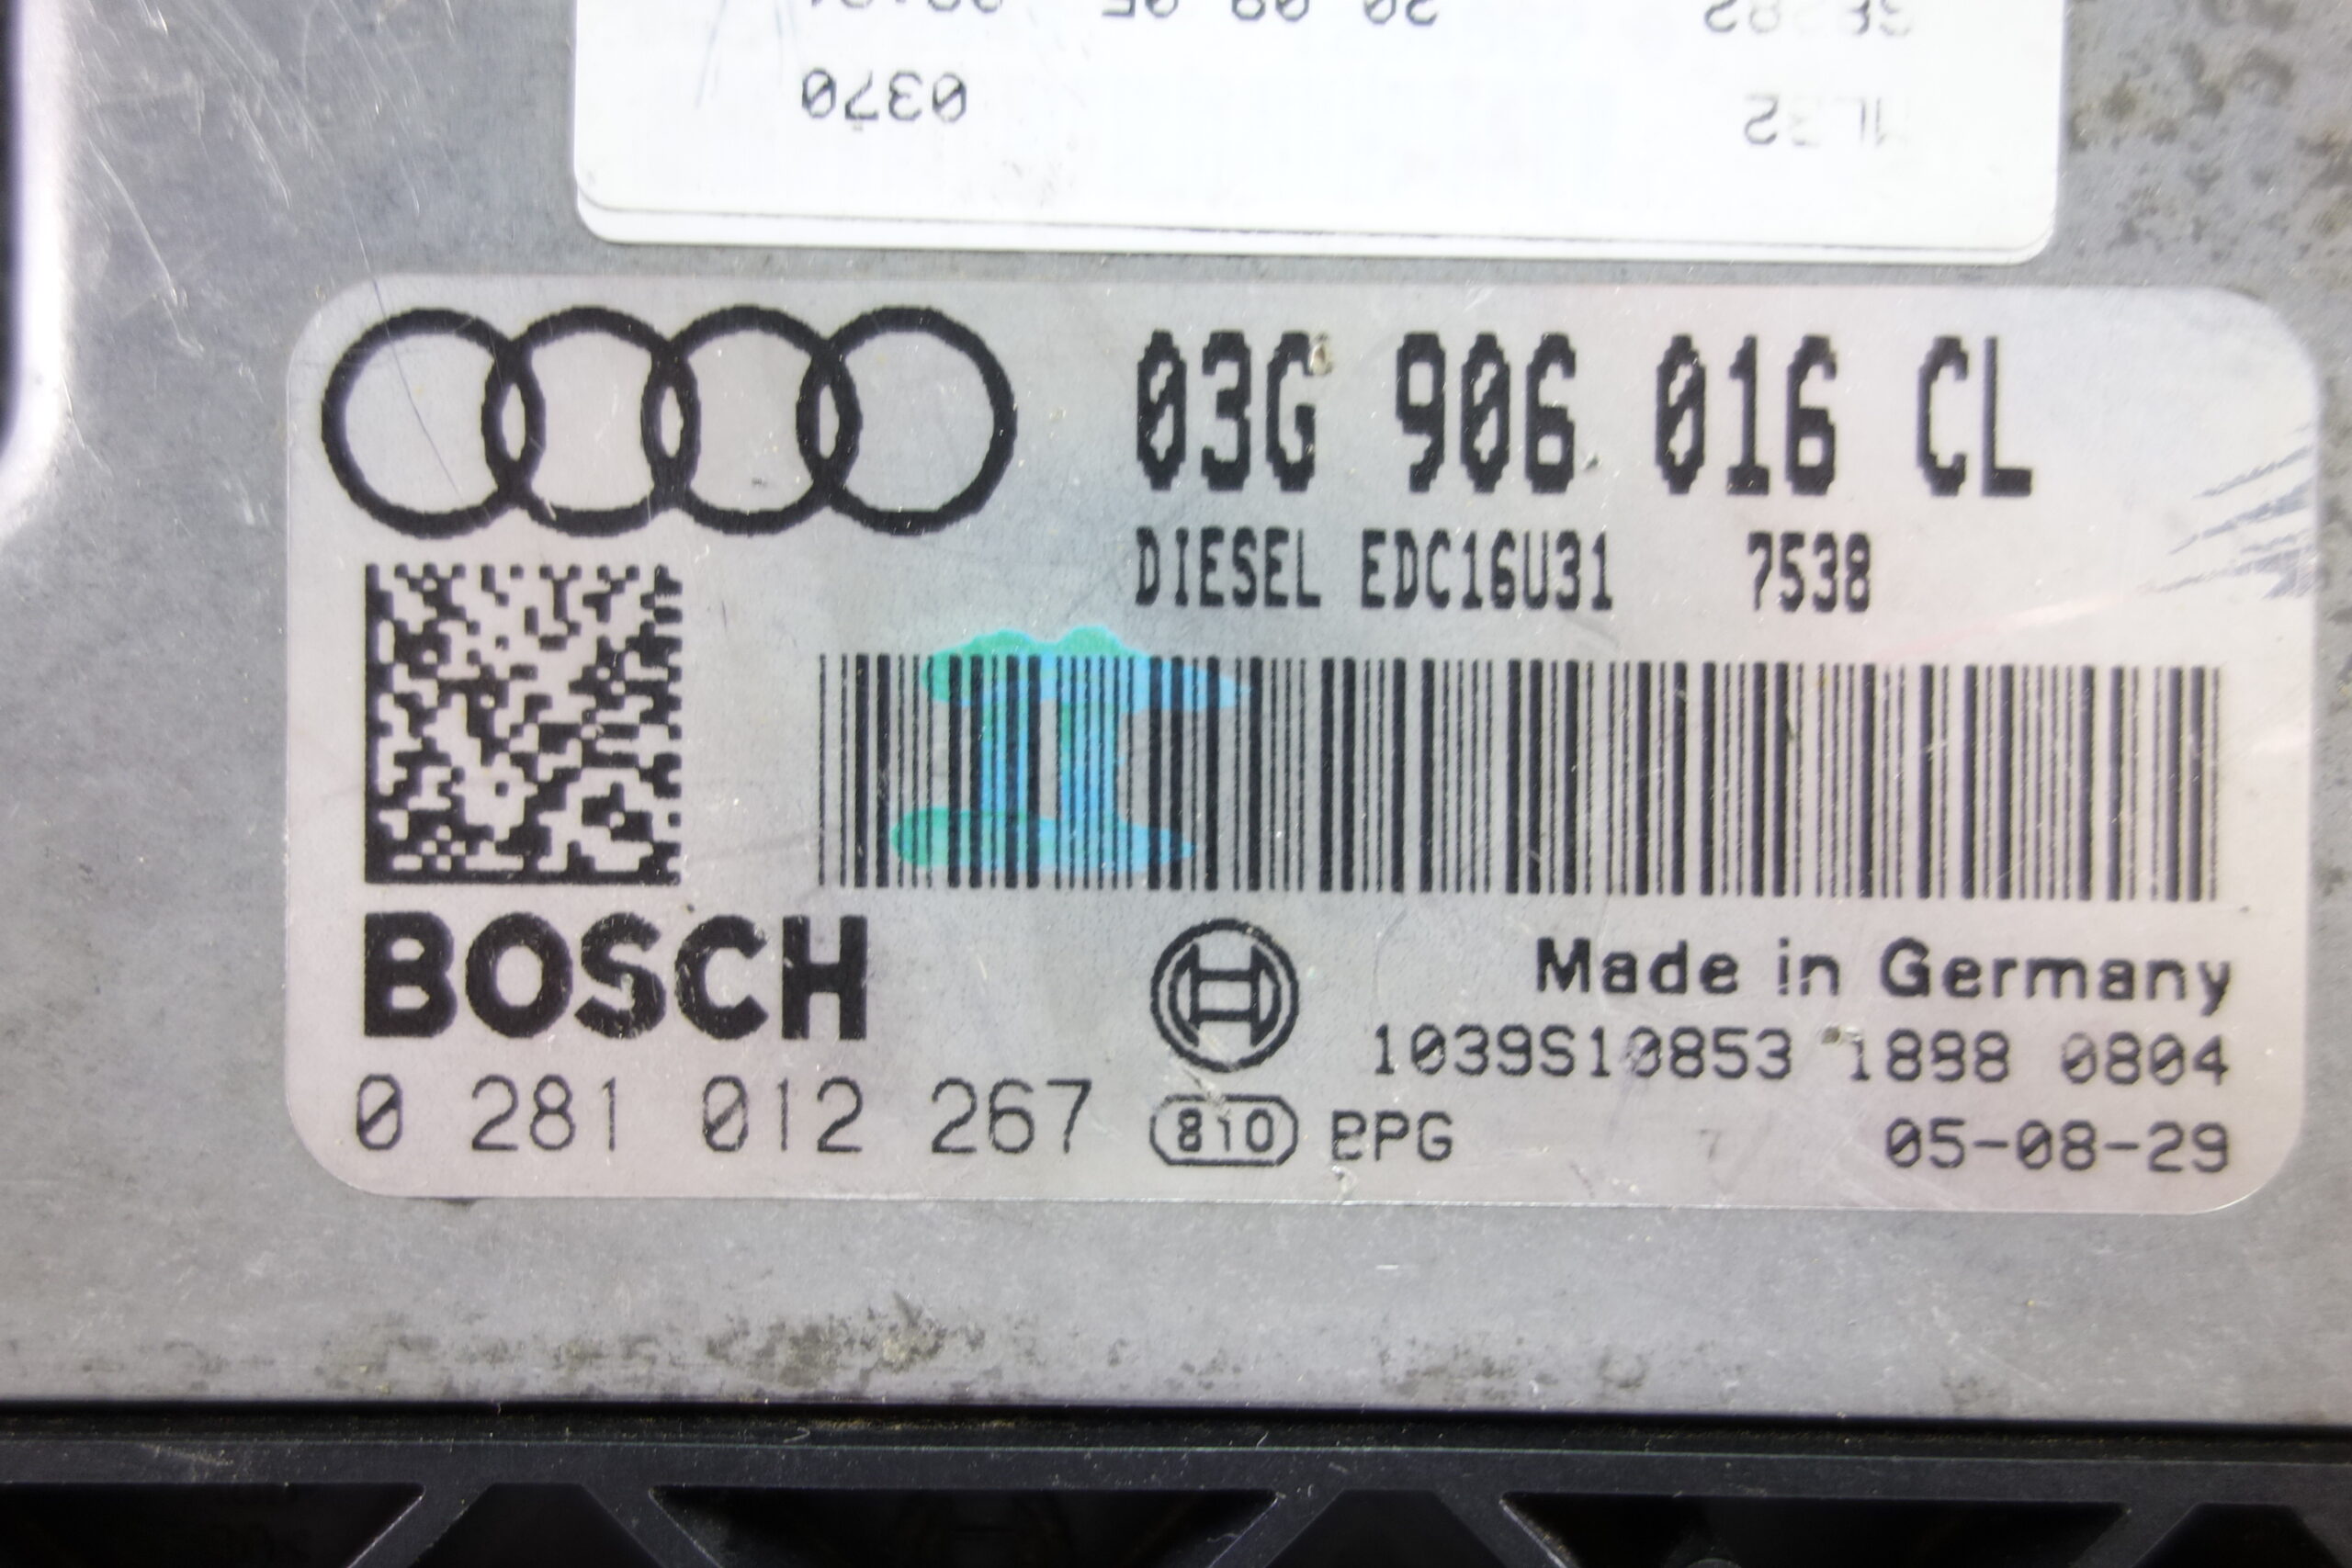 0370
03G 906 016 CL
DIESEL EDC16U31 7538
BOSCH
Made in Germany
1039S10853 1898 0804
0 281 012 267
810 BPG
05-08-29